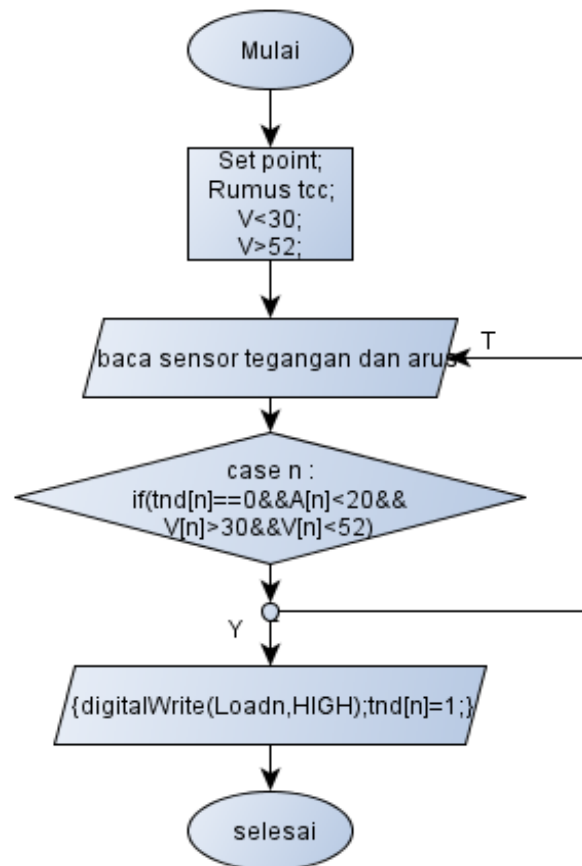 Mulai
Set point;
Rumus tcc;
V<30;
V>52;
baca sensor tegangan dan arus
T
case n :
if(tnd[n]==0&&A[n]<20&&
V[n]>30&&V[n]<52)
Y
{digitalWrite(Loadn,HIGH);tnd[n]=1;}
selesai